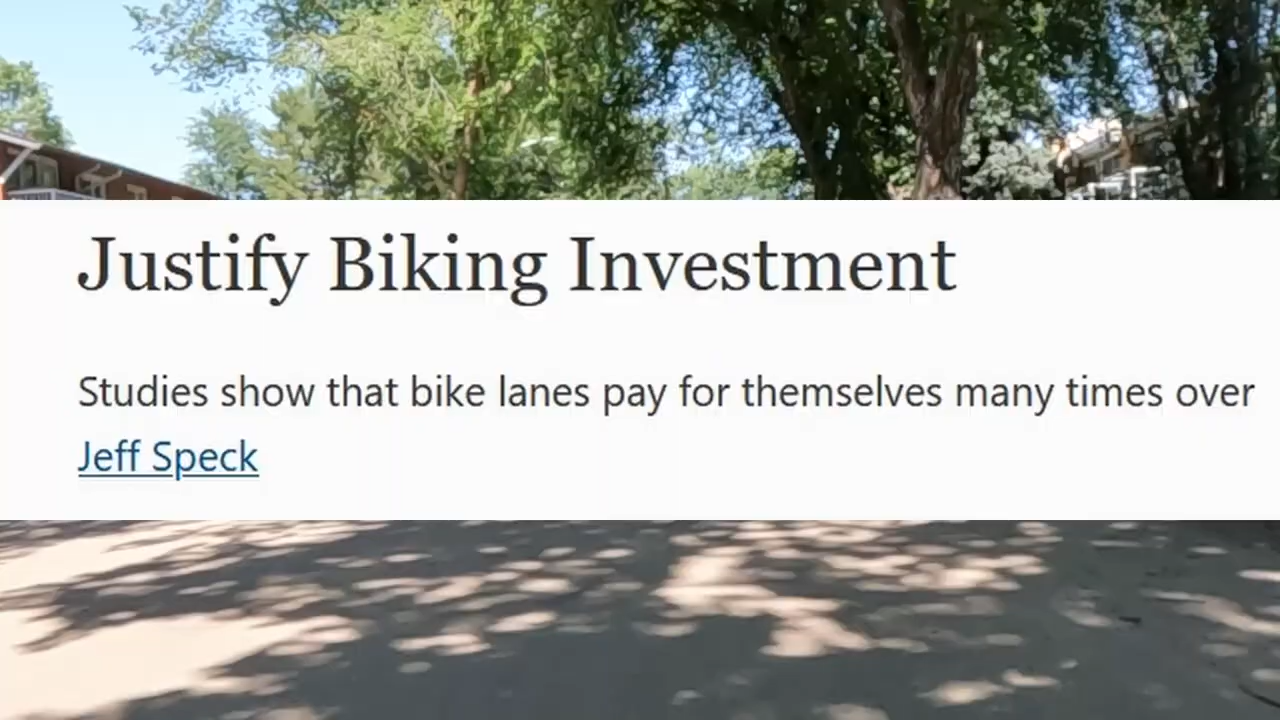 Justify Biking Investment
Studies show that bike lanes pay for themselves many times over
Jeff Speck